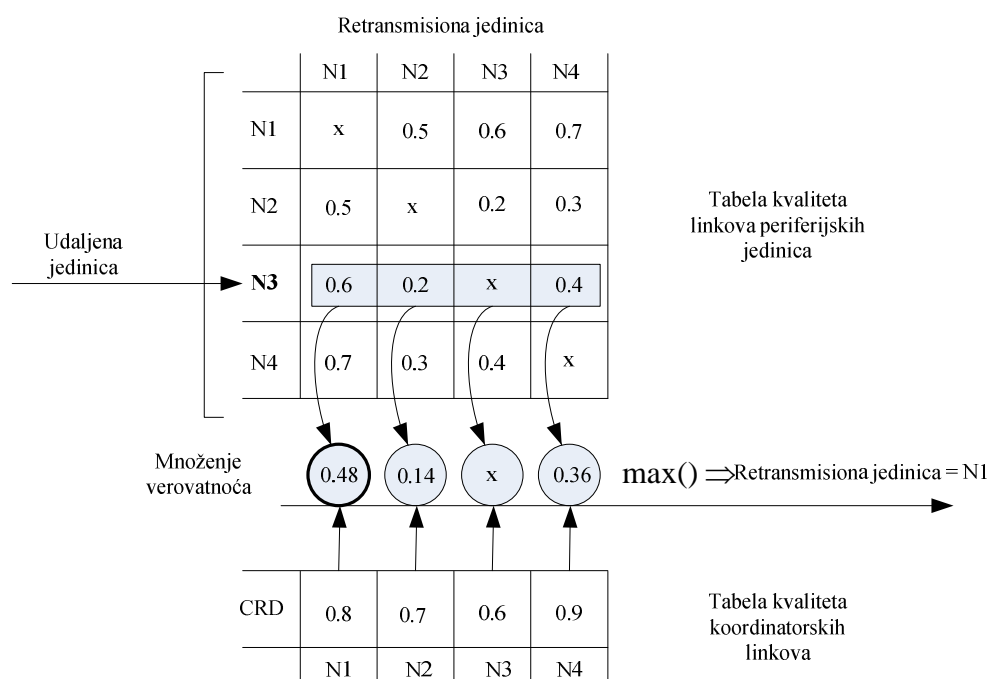 Retransmisiona jedinica
N1 N2 N3 N4
N1 x 0.5 0.6 0.7
N2 0.5 x 0.2 0.3
Tabela kvaliteta
linkova periferijskih
jedinica
Udaljena
jedinica
N3 0.6 0.2 x 0.4
N4 0.7 0.3 0.4 x
Množenje
verovatnoća
0.48 0.14 x 0.36 max() ⇒ Retransmisiona jedinica = N1
CRD 0.8 0.7 0.6 0.9
N1 N2 N3 N4
Tabela kvaliteta
koordinatorskih
linkova